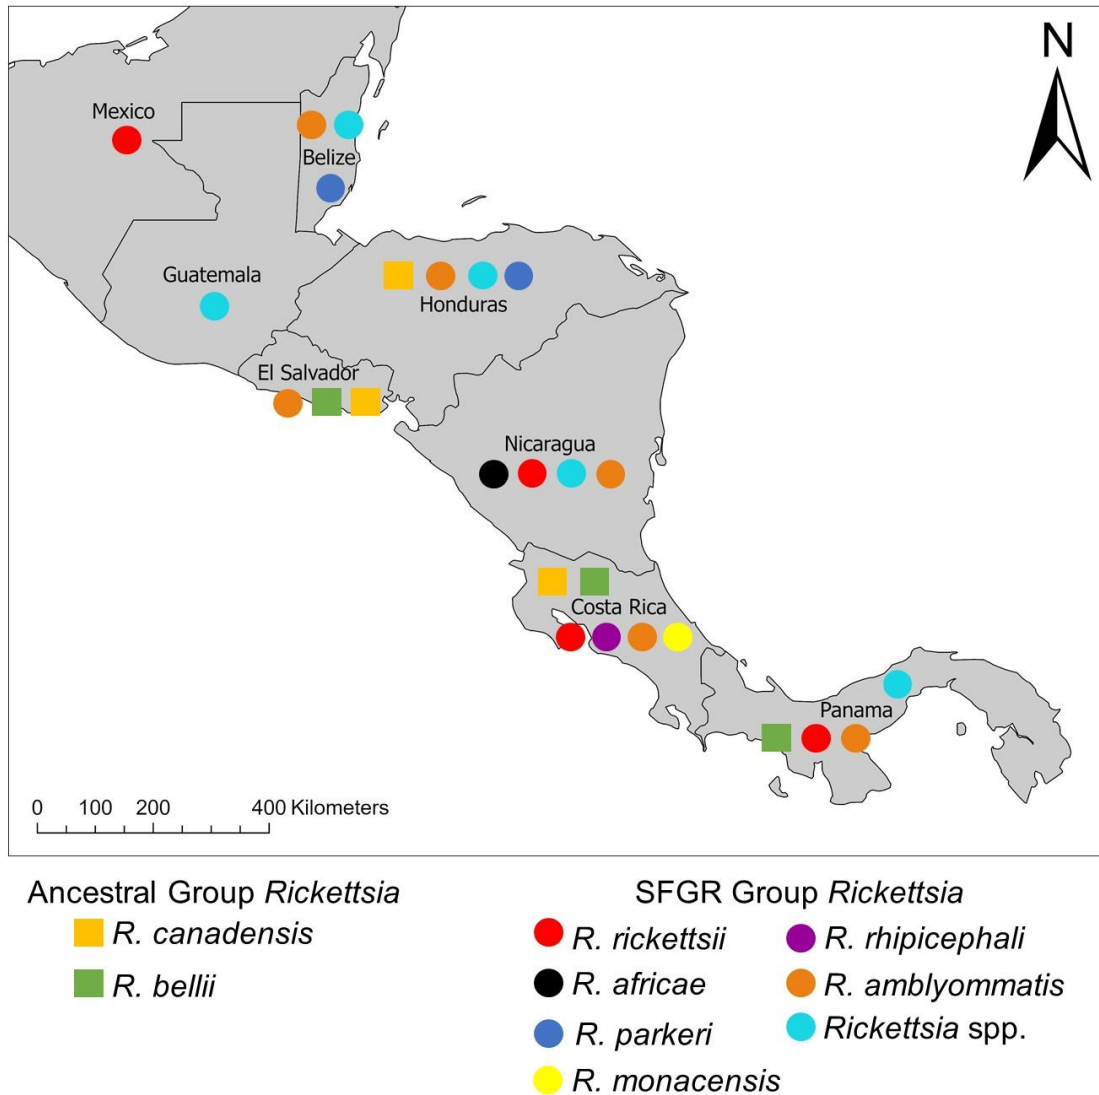 N
Mexico
Belize
Guatemala
Honduras
El Salvador
Nicaragua
Costa Rica
Panama
0 100 200 400 Kilometers
Ancestral Group Rickettsia
R. canadensis
R. bellii
SFGR Group Rickettsia
R. rickettsii
R. africae
R. parkeri
R. monacensis
R. rhipicephali
R. amblyommatis
Rickettsia spp.